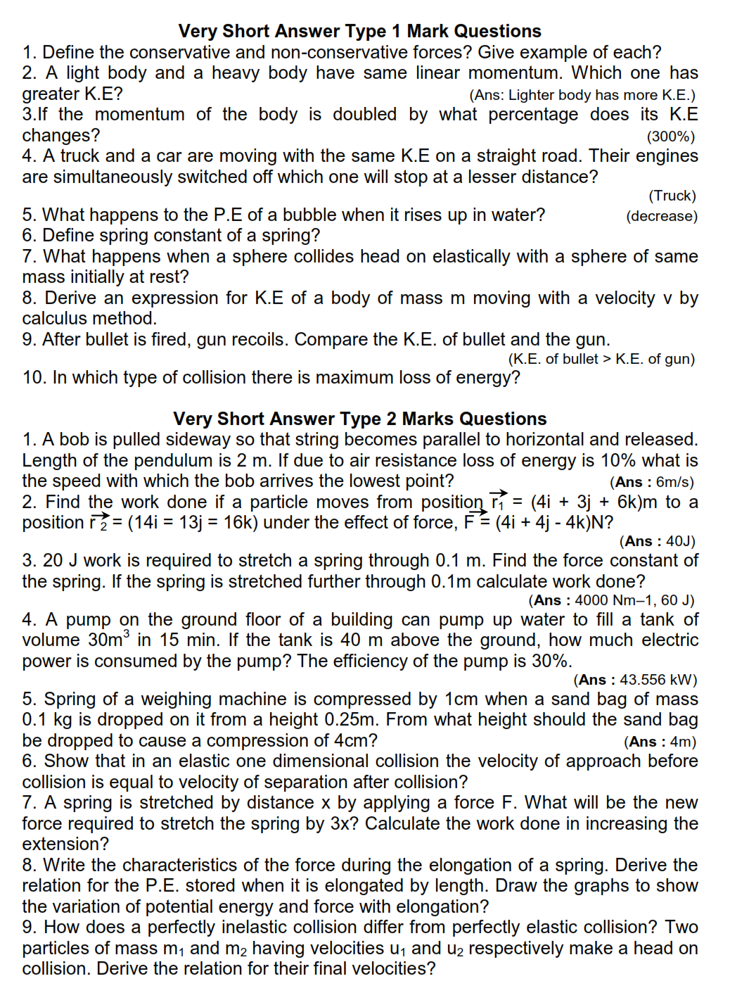 Very Short Answer Type 1 Mark Questions
1. Define the conservative and non-conservative forces? Give example of each?
2. A light body and a heavy body have same linear momentum. Which one has
greater K.E? (Ans: Lighter body has more K.E.)
3.If the momentum of the body is doubled by what percentage does its K.E
changes? (300%)
4. A truck and a car are moving with the same K.E on a straight road. Their engines
are simultaneously switched off which one will stop at a lesser distance?
(Truck)
5. What happens to the P.E of a bubble when it rises up in water? (decrease)
6. Define spring constant of a spring?
7. What happens when a sphere collides head on elastically with a sphere of same
mass initially at rest?
8. Derive an expression for K.E of a body of mass m moving with a velocity v by
calculus method.
9. After bullet is fired, gun recoils. Compare the K.E. of bullet and the gun.
(K.E. of bullet > K.E. of gun)
10. In which type of collision there is maximum loss of energy?
Very Short Answer Type 2 Marks Questions
1. A bob is pulled sideway so that string becomes parallel to horizontal and released.
Length of the pendulum is 2 m. If due to air resistance loss of energy is 10% what is
the speed with which the bob arrives the lowest point? (Ans : 6m/s)
2. Find the work done if a particle moves from position r₁→ = (4i + 3j + 6k)m to a
position r→₂ = (14i = 13j = 16k) under the effect of force, F→ = (4i + 4j - 4k)N?
(Ans : 40J)
3. 20 J work is required to stretch a spring through 0.1 m. Find the force constant of
the spring. If the spring is stretched further through 0.1m calculate work done?
(Ans : 4000 Nm–1, 60 J)
4. A pump on the ground floor of a building can pump up water to fill a tank of
volume 30m³ in 15 min. If the tank is 40 m above the ground, how much electric
power is consumed by the pump? The efficiency of the pump is 30%.
(Ans : 43.556 kW)
5. Spring of a weighing machine is compressed by 1cm when a sand bag of mass
0.1 kg is dropped on it from a height 0.25m. From what height should the sand bag
be dropped to cause a compression of 4cm? (Ans : 4m)
6. Show that in an elastic one dimensional collision the velocity of approach before
collision is equal to velocity of separation after collision?
7. A spring is stretched by distance x by applying a force F. What will be the new
force required to stretch the spring by 3x? Calculate the work done in increasing the
extension?
8. Write the characteristics of the force during the elongation of a spring. Derive the
relation for the P.E. stored when it is elongated by length. Draw the graphs to show
the variation of potential energy and force with elongation?
9. How does a perfectly inelastic collision differ from perfectly elastic collision? Two
particles of mass m₁ and m₂ having velocities u₁ and u₂ respectively make a head on
collision. Derive the relation for their final velocities?